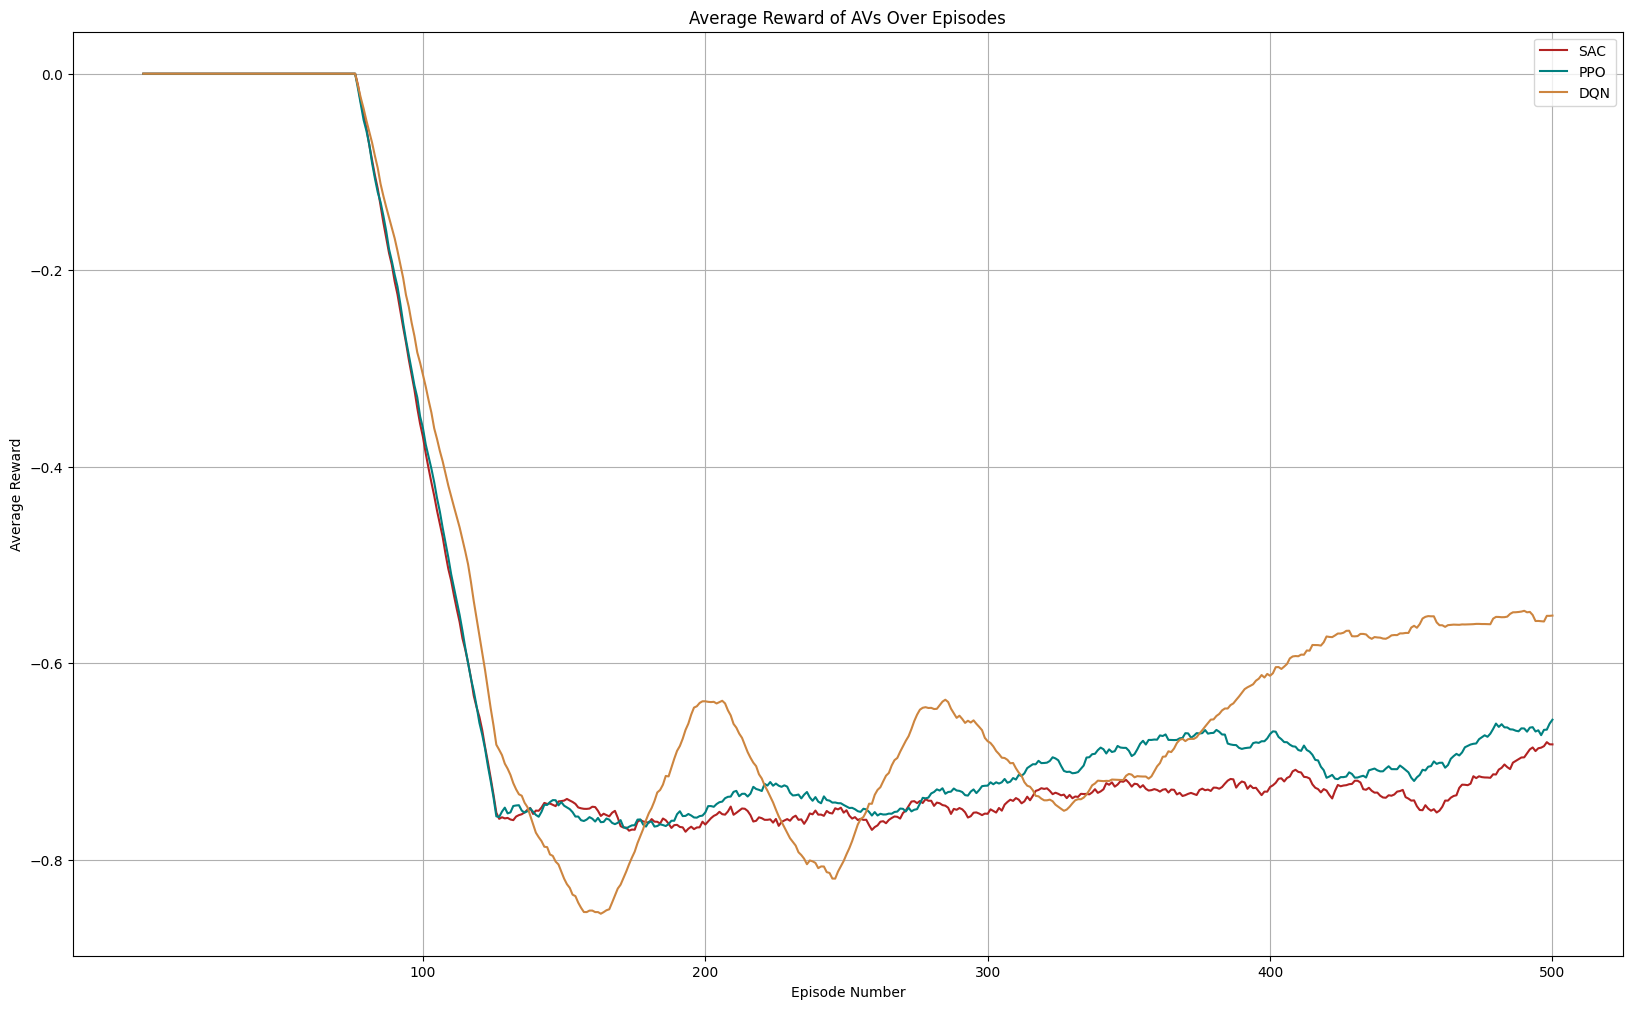 Average Reward of AVs Over Episodes
SAC
PPO
DQN
0.0
−0.2
−0.4
−0.6
−0.8
Average Reward
100
200
300
400
500
Episode Number